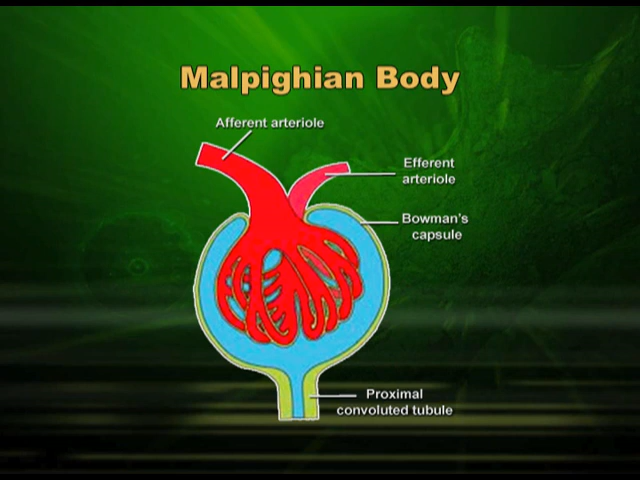 Malpighian Body
Afferent arteriole
Efferent
arteriole
Bowman's
capsule
Proximal
convoluted tubule